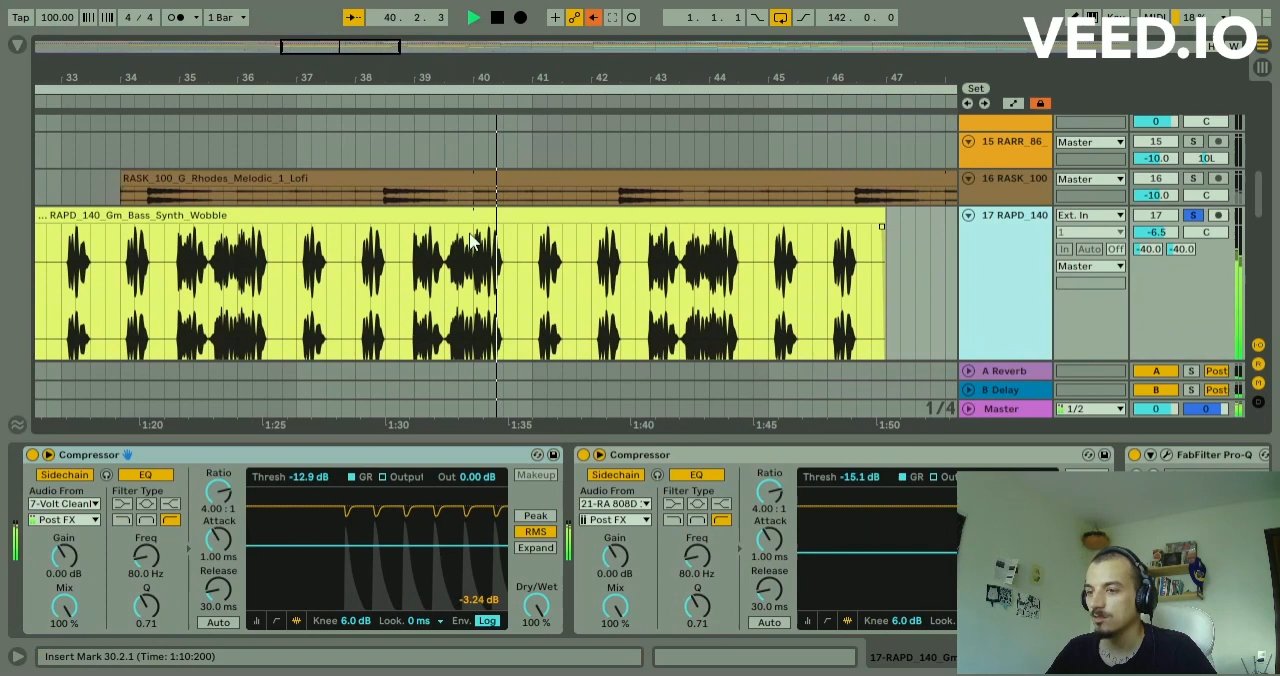 Tap 100.00 4 / 4 1 Bar 40. 2. 3 1. 1. 1 142. 0. 0 Key MIDI 18 %
VEED.IO
33 34 35 36 37 38 39 40 41 42 43 44 45 46 47
Set
0 C
15 RARR_86_ Master 15 S
-10.0 10L
RASK_100_G_Rhodes_Melodic_1_Lofi
16 RASK_100 Master 16 S
-10.0 C
... RAPD_140_Gm_Bass_Synth_Wobble
17 RAPD_140 Ext. In 17 S
1 -6.5 C
In Auto Off -40.0 -40.0
Master
A Reverb A S Post
B Delay B S Post
1/4 Master 1/2 0 0
1:20 1:25 1:30 1:35 1:40 1:45 1:50
Compressor
Sidechain EQ
Audio From Filter Type
7-Volt Cleanl
Post FX
Gain Freq
0.00 dB 80.0 Hz
Mix Q
100 % 0.71
Ratio
4.00 : 1
Attack
1.00 ms
Release
30.0 ms
Auto
Thresh -12.9 dB GR Output Out 0.00 dB
-3.24 dB
Knee 6.0 dB Look. 0 ms Env. Log
Makeup
Peak
RMS
Expand
Dry/Wet
100 %
Compressor
Sidechain EQ
Audio From Filter Type
21-RA 808D
Post FX
Gain Freq
0.00 dB 80.0 Hz
Mix Q
100 % 0.71
Ratio
4.00 : 1
Attack
1.00 ms
Release
30.0 ms
Auto
Thresh -15.1 dB GR Ou
Knee 6.0 dB Look.
FabFilter Pro-Q
Insert Mark 30.2.1 (Time: 1:10:200)
17-RAPD_140_Gm